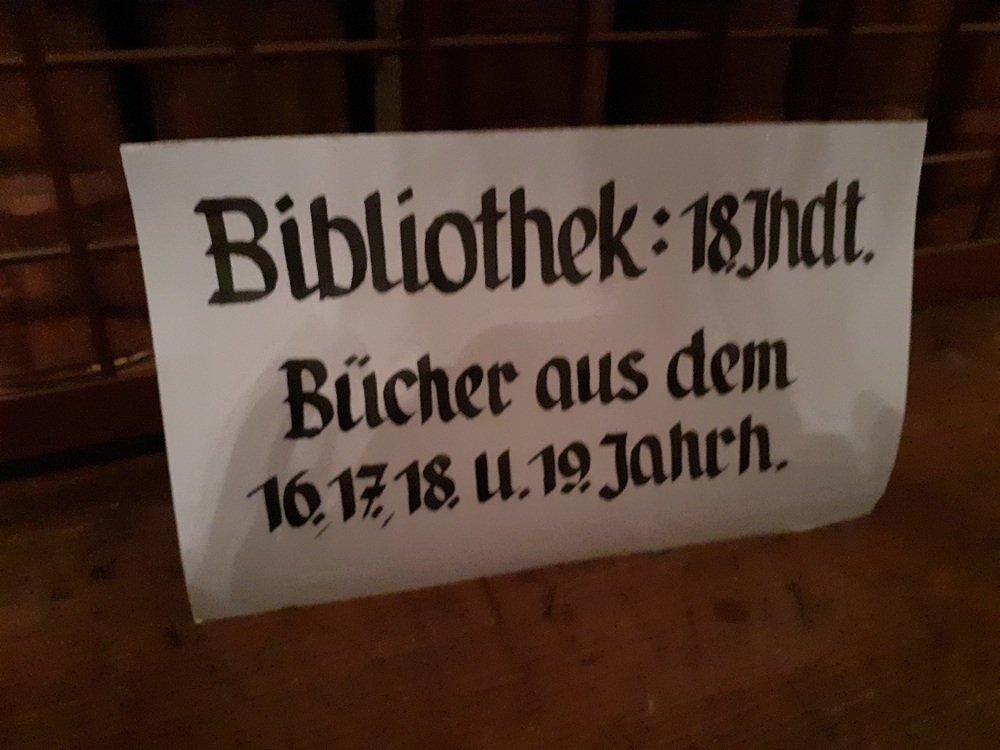 Bibliothek: 18. Jhdt.
Bücher aus dem
16., 17., 18. u. 19. Jahrh.